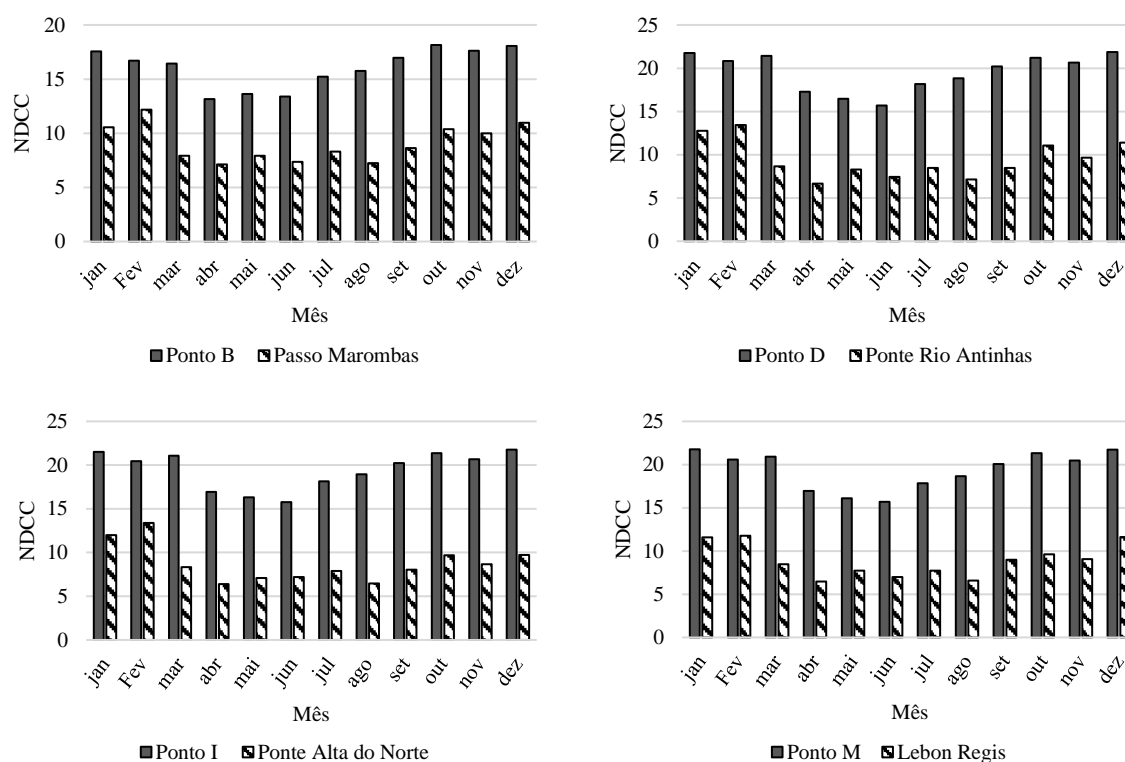 20
15
10
5
0
NDCC
jan Fev mar abr mai jun jul ago set out nov dez
Mês
Ponto B Passo Marombas
25
20
15
10
5
0
NDCC
jan Fev mar abr mai jun jul ago set out nov dez
Mês
Ponto D Ponte Rio Antinhas
25
20
15
10
5
0
NDCC
jan Fev mar abr mai jun jul ago set out nov dez
Mês
Ponto I Ponte Alta do Norte
25
20
15
10
5
0
NDCC
jan Fev mar abr mai jun jul ago set out nov dez
Mês
Ponto M Lebon Regis